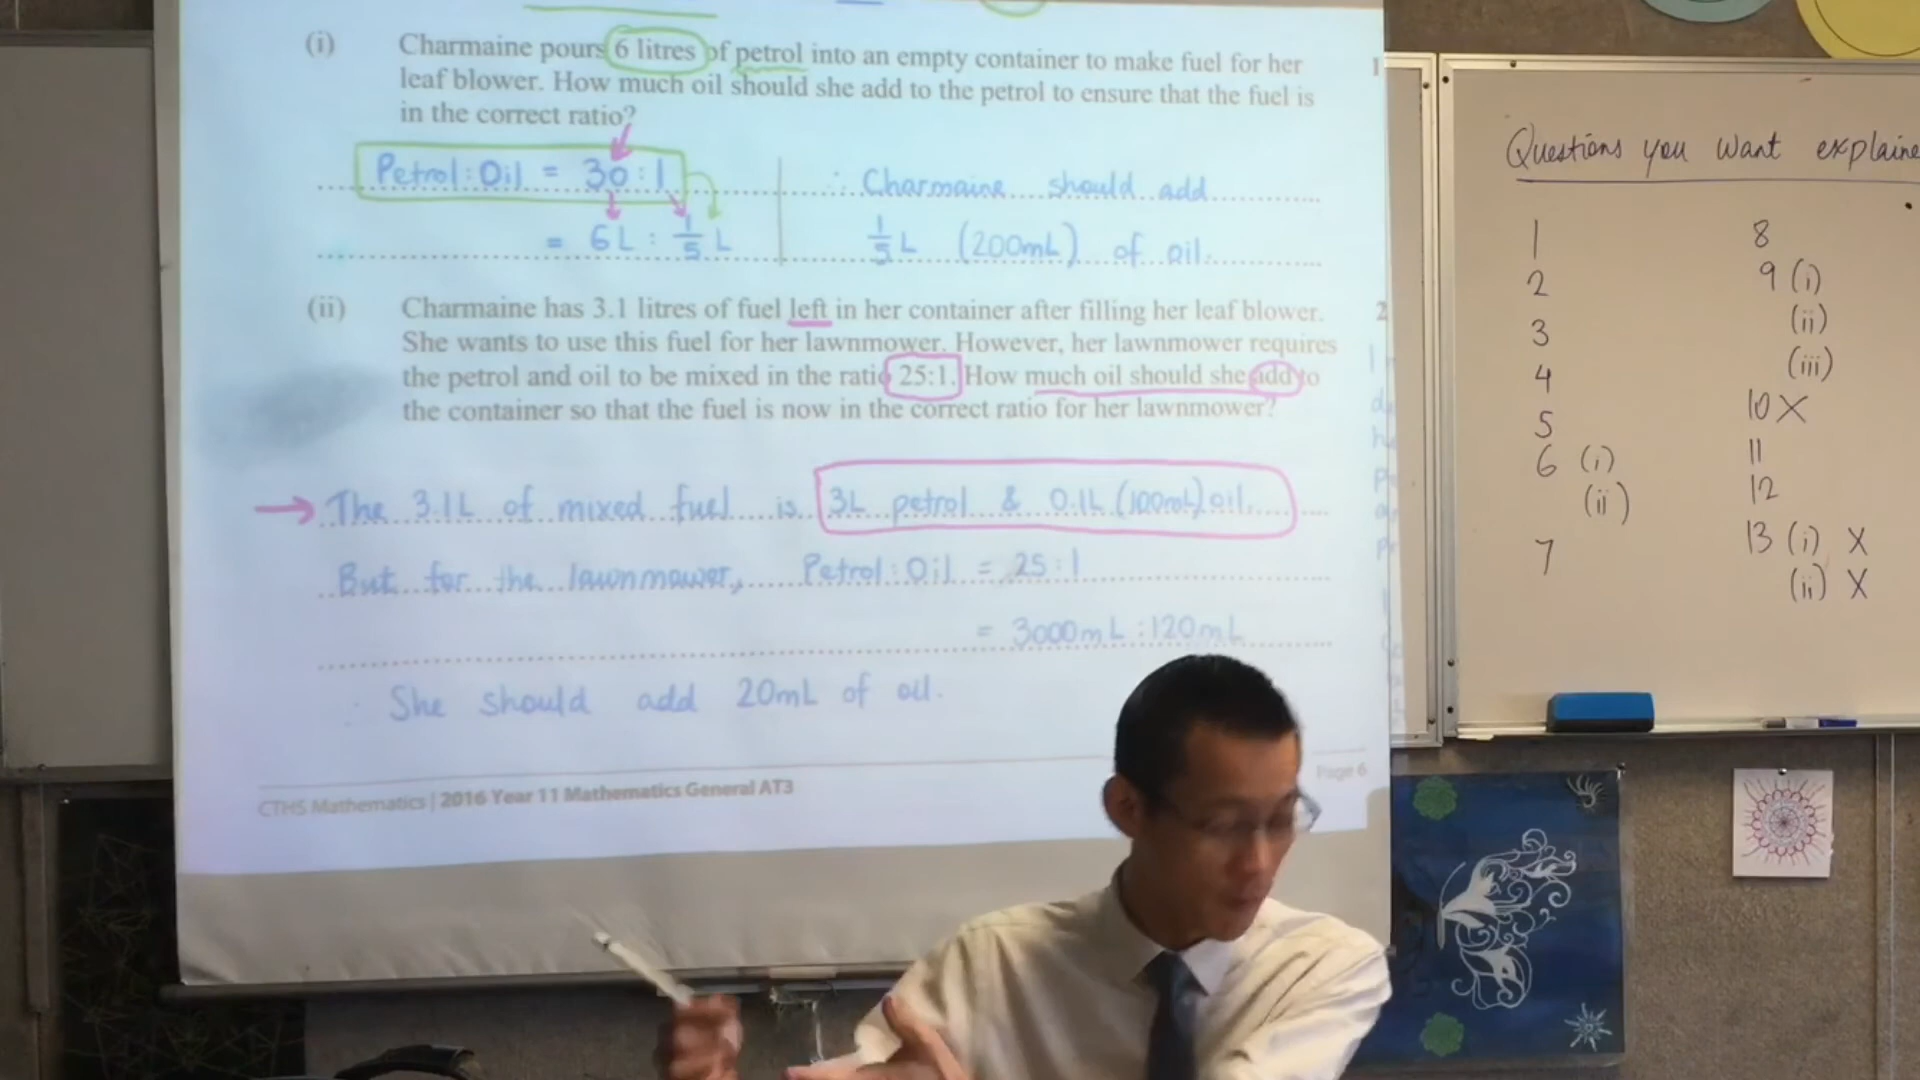 (i) Charmaine pours 6 litres of petrol into an empty container to make fuel for her
leaf blower. How much oil should she add to the petrol to ensure that the fuel is
in the correct ratio?
1
Petrol : Oil = 30 : 1
= 6L : 1/5 L
∴ Charmaine should add
1/5 L (200mL) of oil.
(ii) Charmaine has 3.1 litres of fuel left in her container after filling her leaf blower.
2
She wants to use this fuel for her lawnmower. However, her lawnmower requires
the petrol and oil to be mixed in the ratio 25:1. How much oil should she add to
the container so that the fuel is now in the correct ratio for her lawnmower?
→ The 3.1L of mixed fuel is 3L petrol & 0.1L (100mL) oil.
But for the lawnmower, Petrol : Oil = 25 : 1
= 3000mL : 120mL
∴ She should add 20mL of oil.
CTHS Mathematics | 2016 Year 11 Mathematics General AT3
Page 6
Questions you want explaine
1
2
3
4
5
6 (i)
(ii)
7
8
9 (i)
(ii)
(iii)
10 X
11
12
13 (i) X
(ii) X